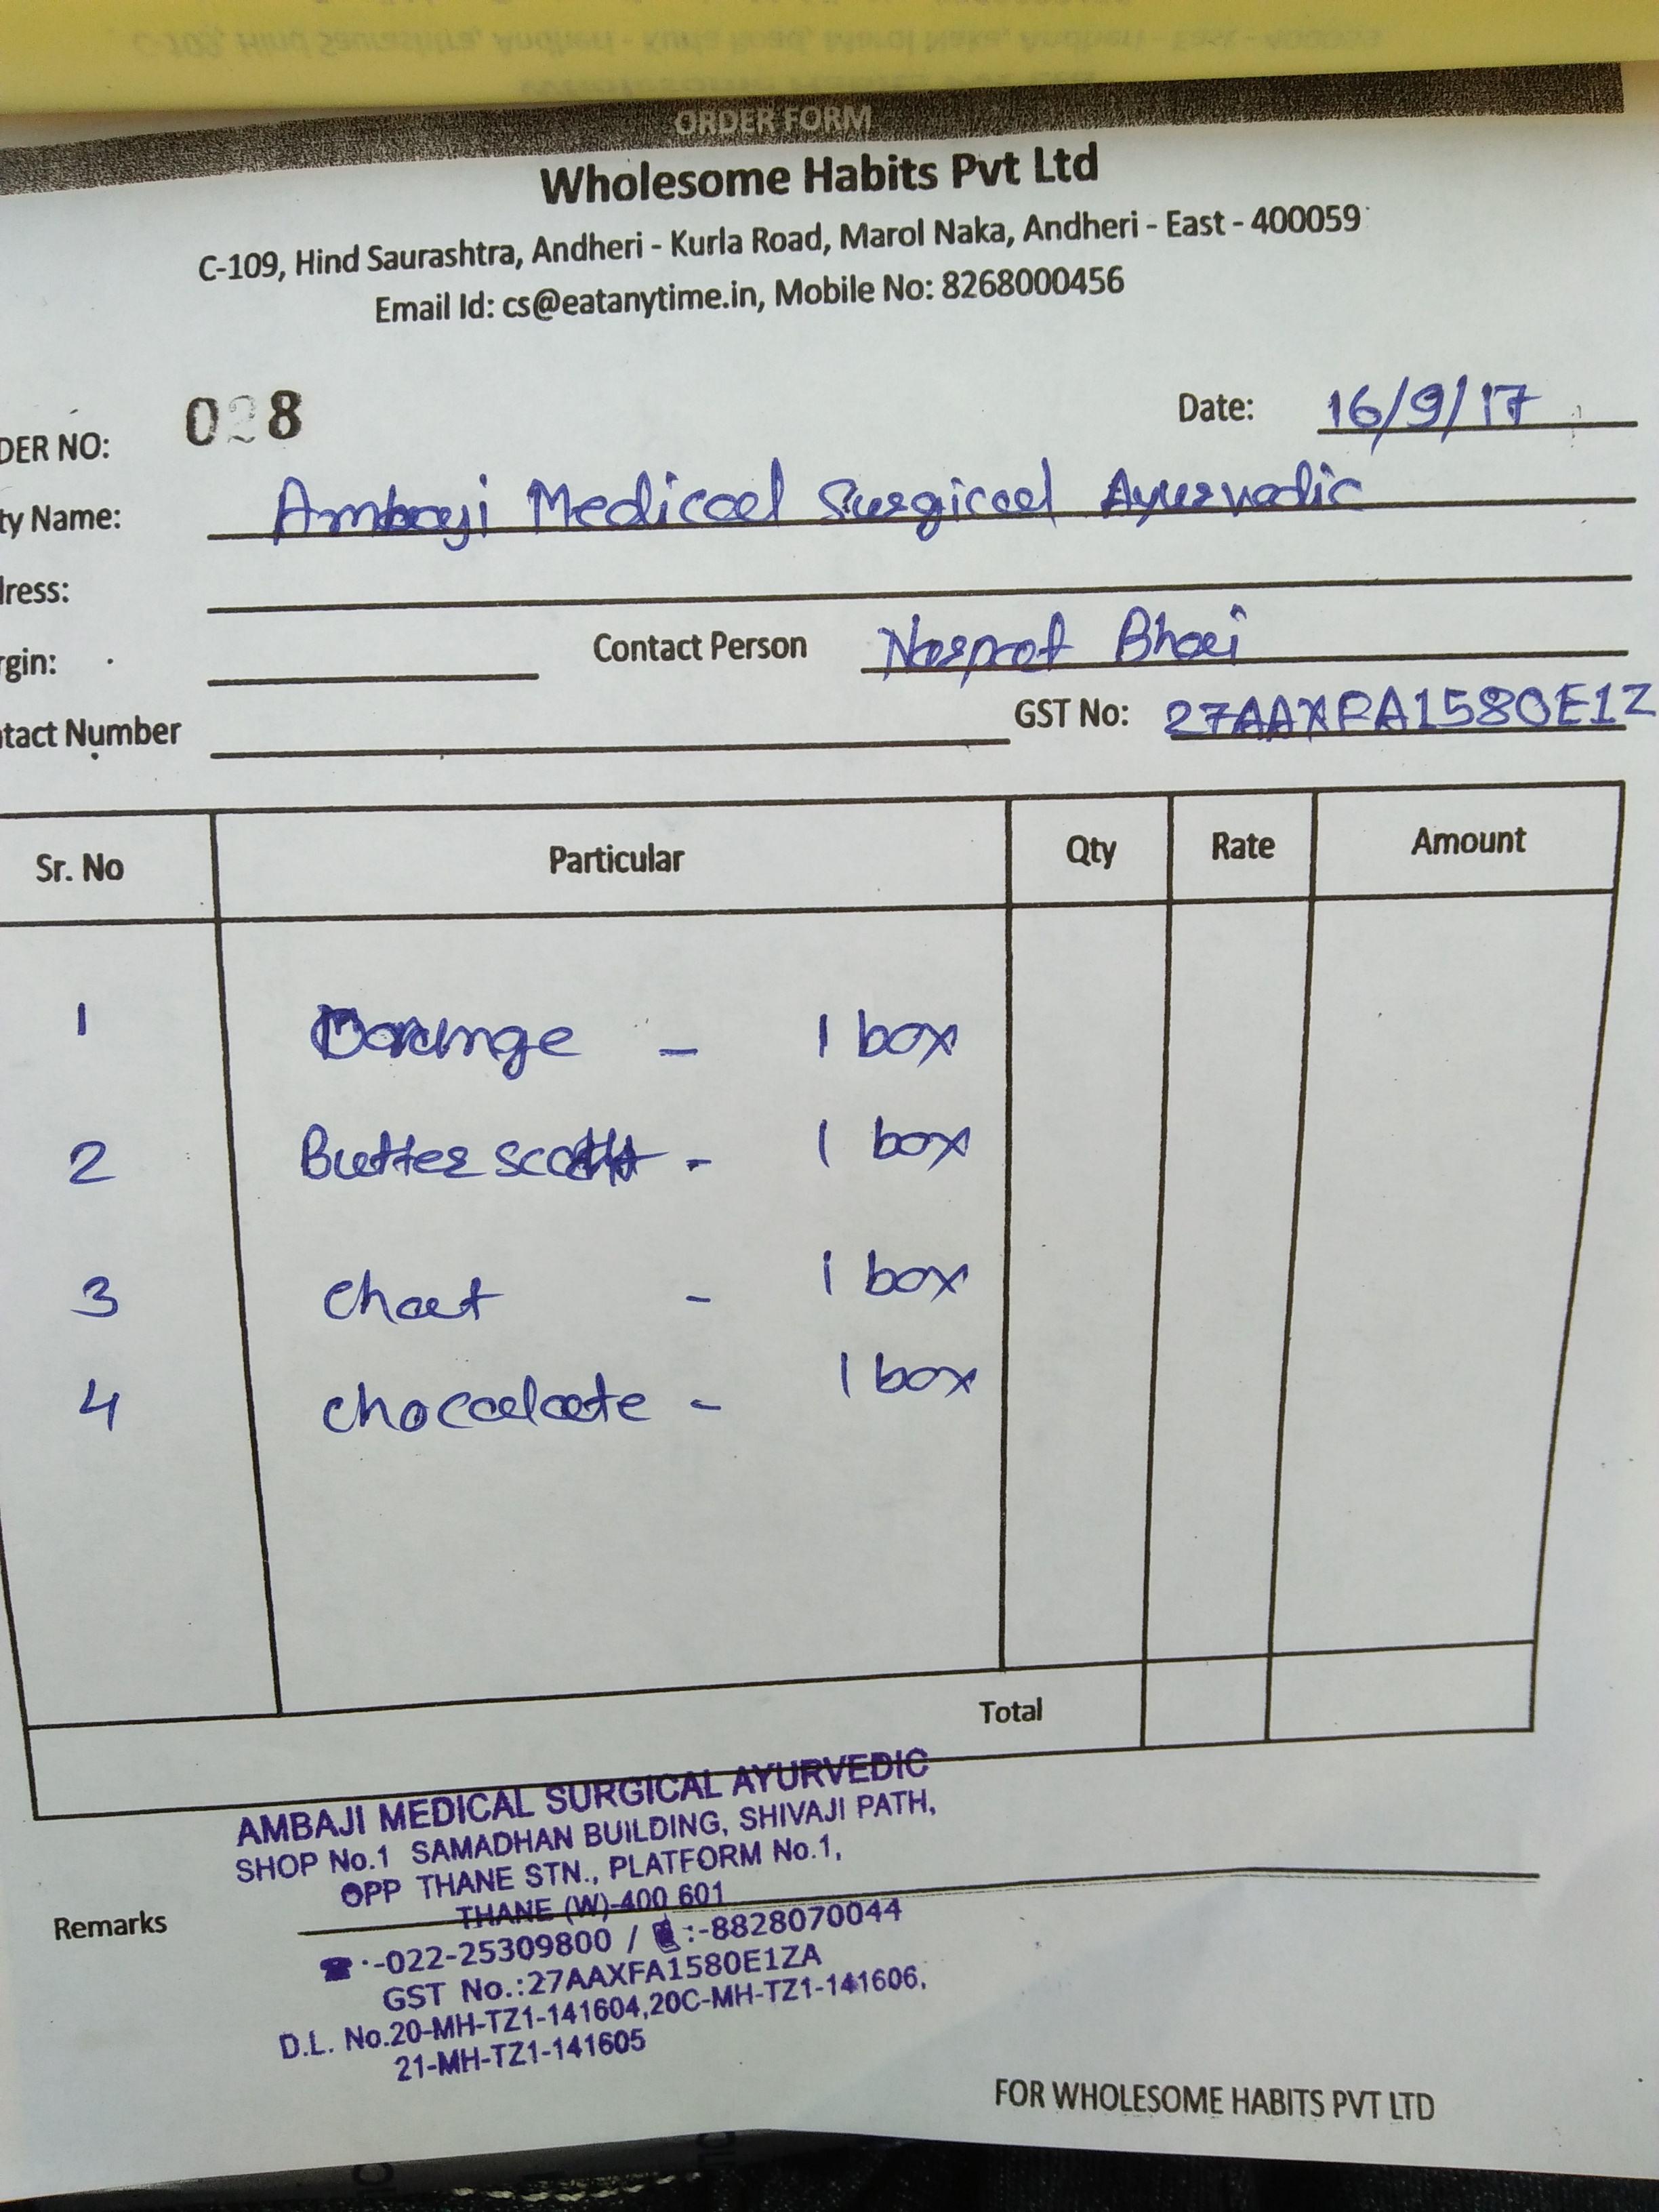 ORDER FORM
Wholesome Habits Pvt Ltd
C-109, Hind Saurashtra, Andheri - Kurla Road, Marol Naka, Andheri - East - 400059
Email Id: cs@eatanytime.in, Mobile No: 8268000456
DER NO: 028 Date: 16/9/17
ty Name: Ambaji Medical Surgical Ayurvedic
ress:
rgin: Contact Person Bhai
tact Number GST No: 27AAXFA1580E1Z
Sr. No Particular Qty Rate Amount
1 Orange - 1 box
2 Butter scott - 1 box
3 Chat - 1 box
4 choccalate - 1 box
Total
AMBAJI MEDICAL SURGICAL AYURVEDIC
SHOP No.1 SAMADHAN BUILDING, SHIVAJI PATH,
OPP THANE STN., PLATFORM No.1,
THANE (W)-400 601
Remarks
:-022-25309800 / :-8828070044
GST No.:27AAXFA1580E1ZA
D.L. No.20-MH-TZ1-141604,20C-MH-TZ1-141606,
21-MH-TZ1-141605
FOR WHOLESOME HABITS PVT LTD